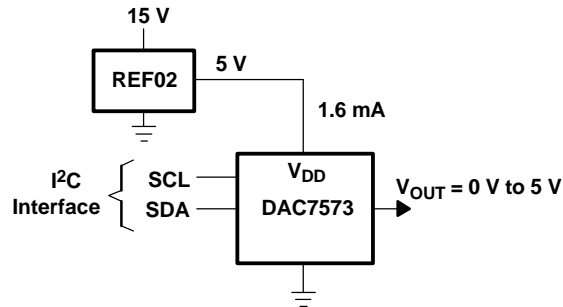 15 V
REF02
5 V
1.6 mA
I²C
Interface
SCL
SDA
VDD
DAC7573
VOUT = 0 V to 5 V